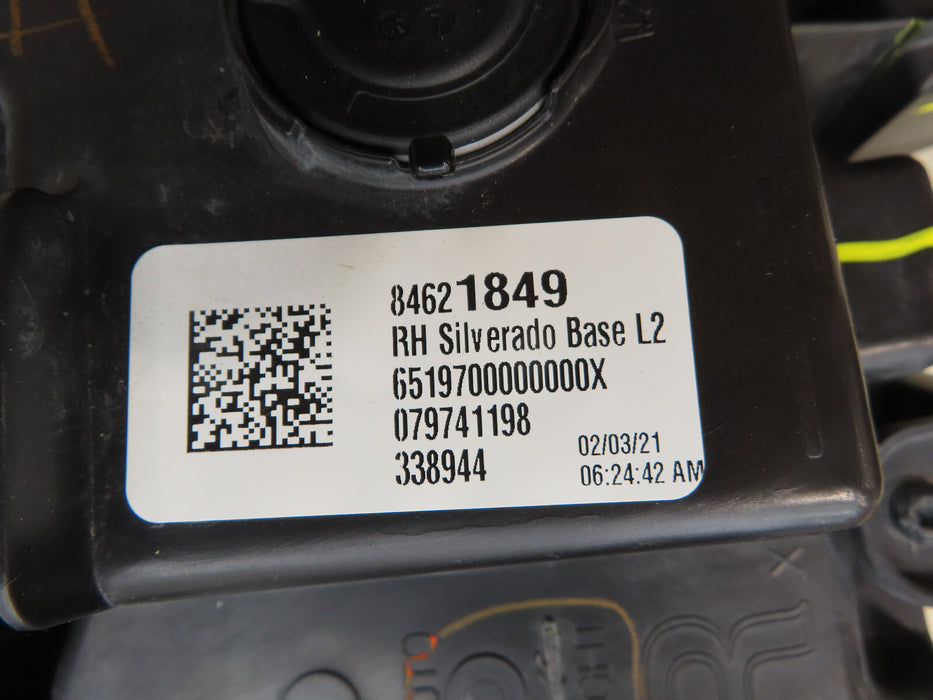 84621849
RH Silverado Base L2
6519700000000X
079741198
338944
02/03/21
06:24:42 AM
X
R